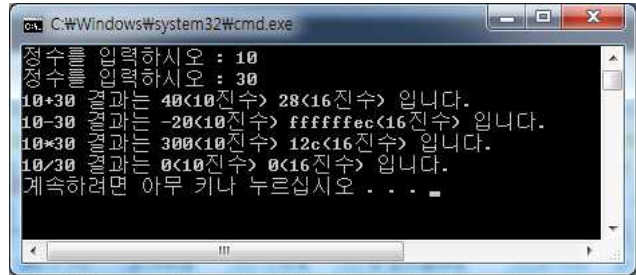 C:₩Windows₩system32₩cmd.exe
정수를 입력하시오 : 10
정수를 입력하시오 : 30
10+30 결과는 40(10진수) 28(16진수) 입니다.
10-30 결과는 -20(10진수) ffffffec(16진수) 입니다.
10*30 결과는 300(10진수) 12c(16진수) 입니다.
10/30 결과는 0(10진수) 0(16진수) 입니다.
계속하려면 아무 키나 누르십시오 . . .